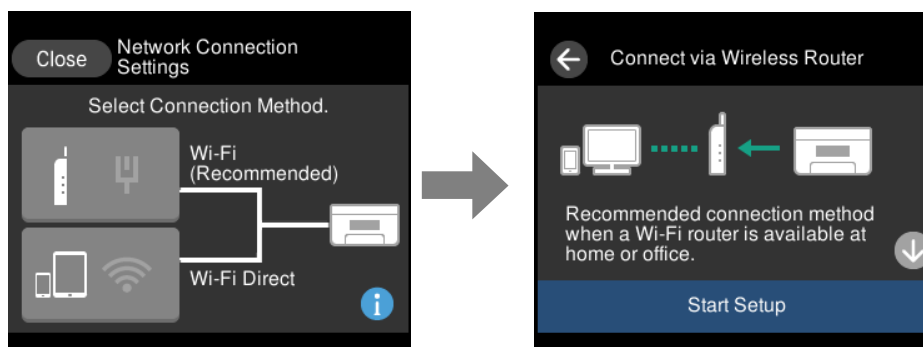 Close
Network Connection
Settings
Select Connection Method.
Wi-Fi
(Recommended)
Wi-Fi Direct
i
Connect via Wireless Router
Recommended connection method
when a Wi-Fi router is available at
home or office.
Start Setup